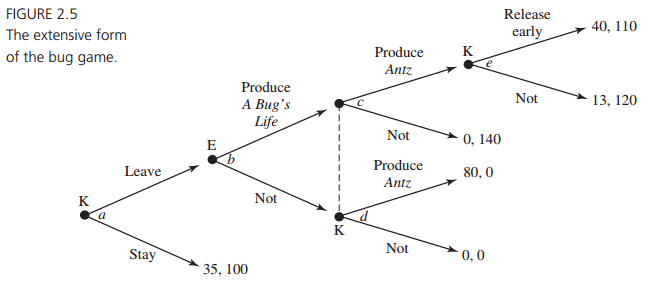 FIGURE 2.5
The extensive form
of the bug game.
Release
early
40, 110
Produce
Antz
K
e
Not
13, 120
Produce
A Bug's
Life
c
Not
0, 140
E
b
Leave
Produce
Antz
80, 0
Not
K
a
d
K
Not
0, 0
Stay
35, 100